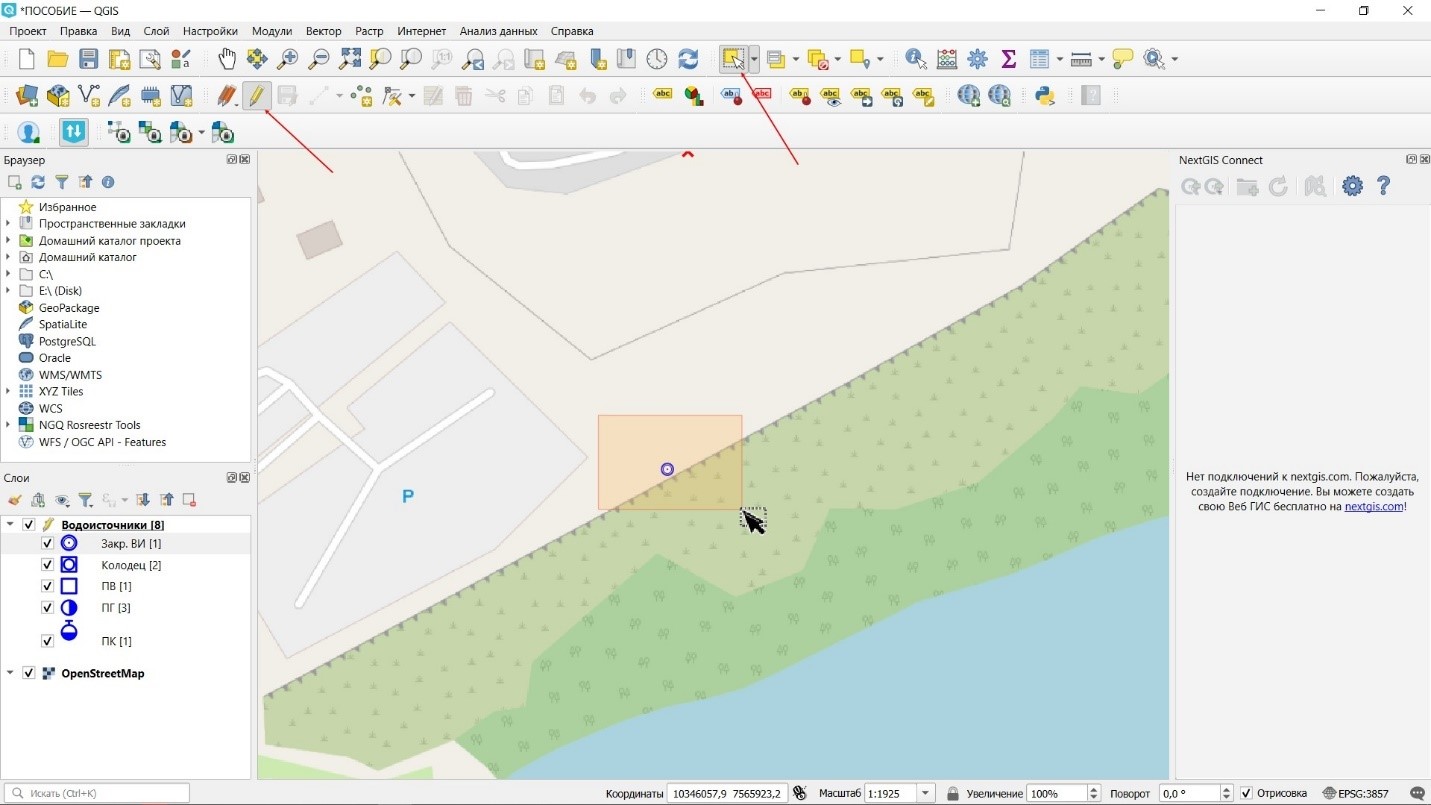 *ПОСОБИЕ — QGIS
Проект Правка Вид Слой Настройки Модули Вектор Растр Интернет Анализ данных Справка
Браузер
Избранное
Пространственные закладки
Домашний каталог проекта
Домашний каталог
C:\
E:\ (Disk)
GeoPackage
SpatiaLite
PostgreSQL
Oracle
WMS/WMTS
XYZ Tiles
WCS
NGQ Rosreestr Tools
WFS / OGC API - Features
Слои
Водоисточники [8]
Закр. ВИ [1]
Колодец [2]
ПВ [1]
ПГ [3]
ПК [1]
OpenStreetMap
P
NextGIS Connect
Нет подключений к nextgis.com. Пожалуйста,
создайте подключение. Вы можете создать
свою Веб ГИС бесплатно на nextgis.com!
Искать (Ctrl+K) Координаты 10346057,9 7565923,2 Масштаб 1:1925 Увеличение 100% Поворот 0,0 ° Отрисовка EPSG:3857